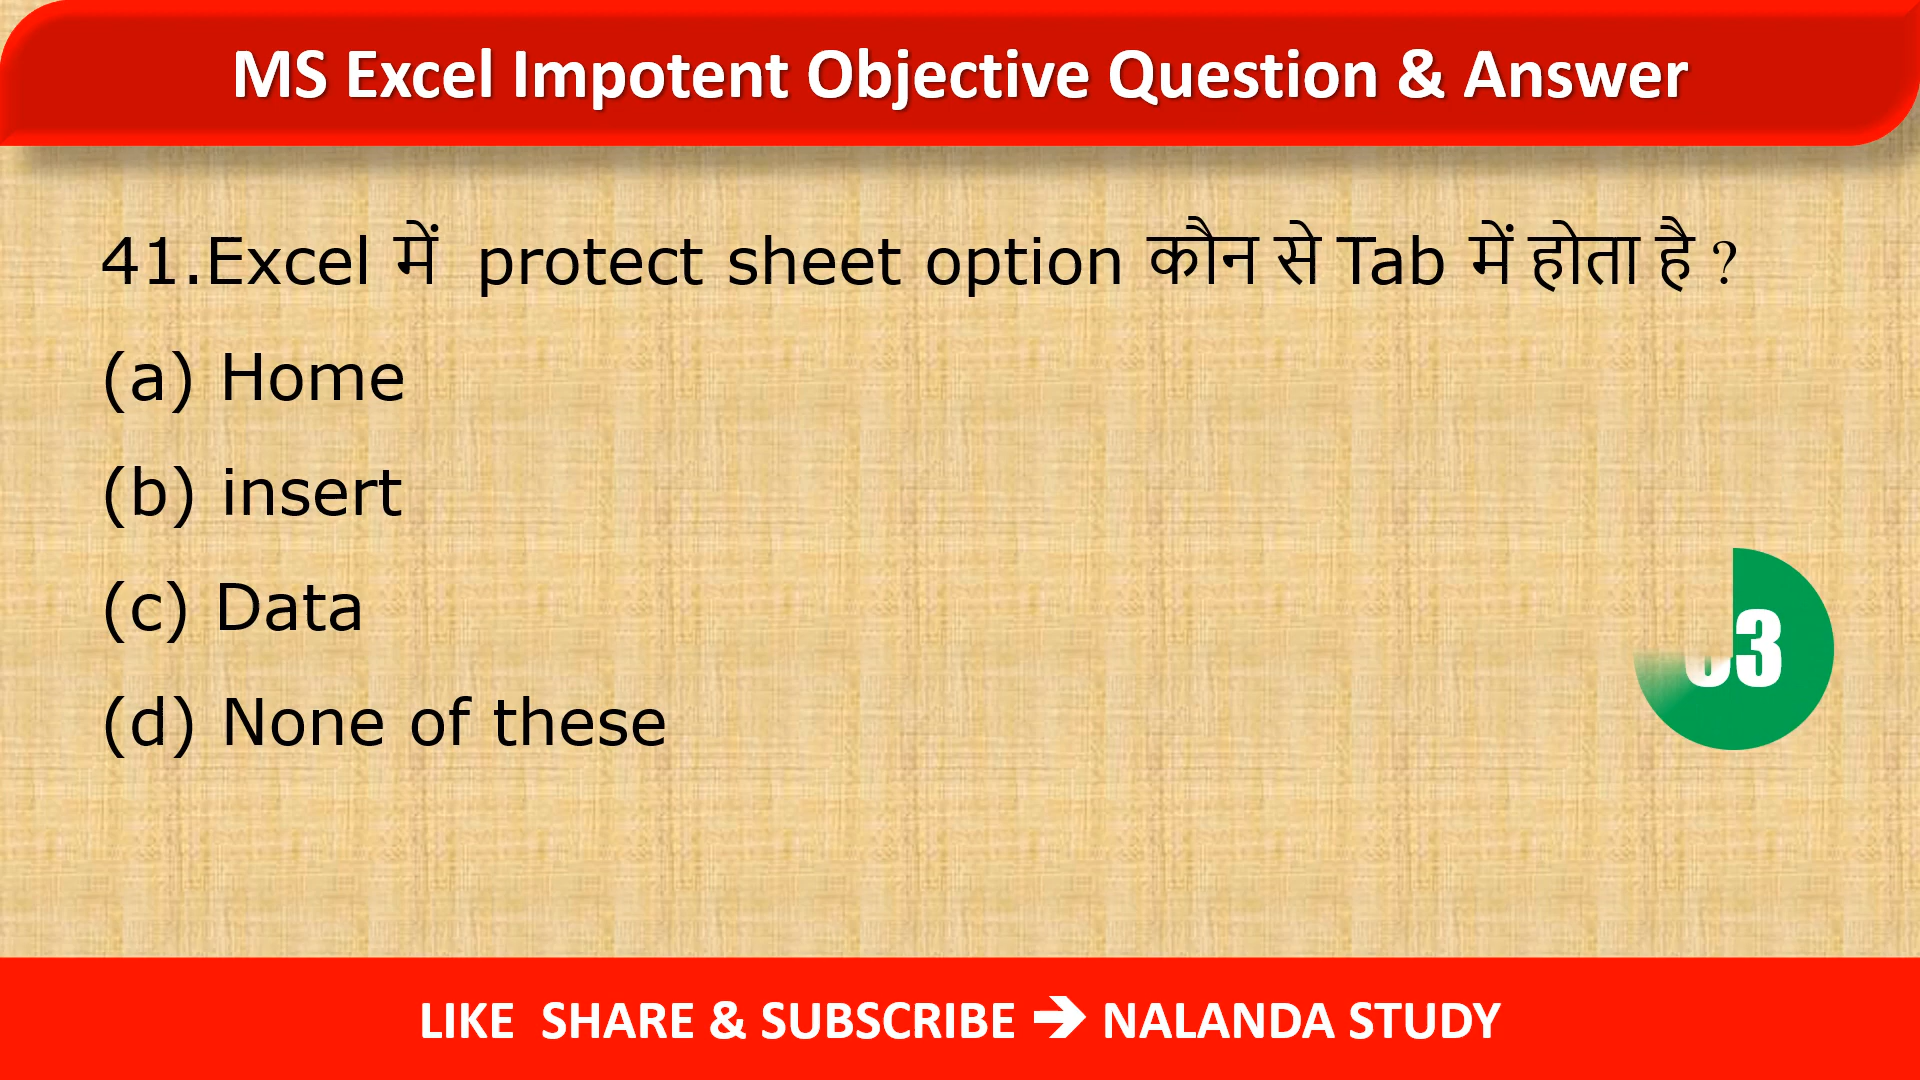 MS Excel Impotent Objective Question & Answer
41.Excel में protect sheet option कौन से Tab में होता है ?
(a) Home
(b) insert
(c) Data
(d) None of these
3
LIKE SHARE & SUBSCRIBE ➔ NALANDA STUDY